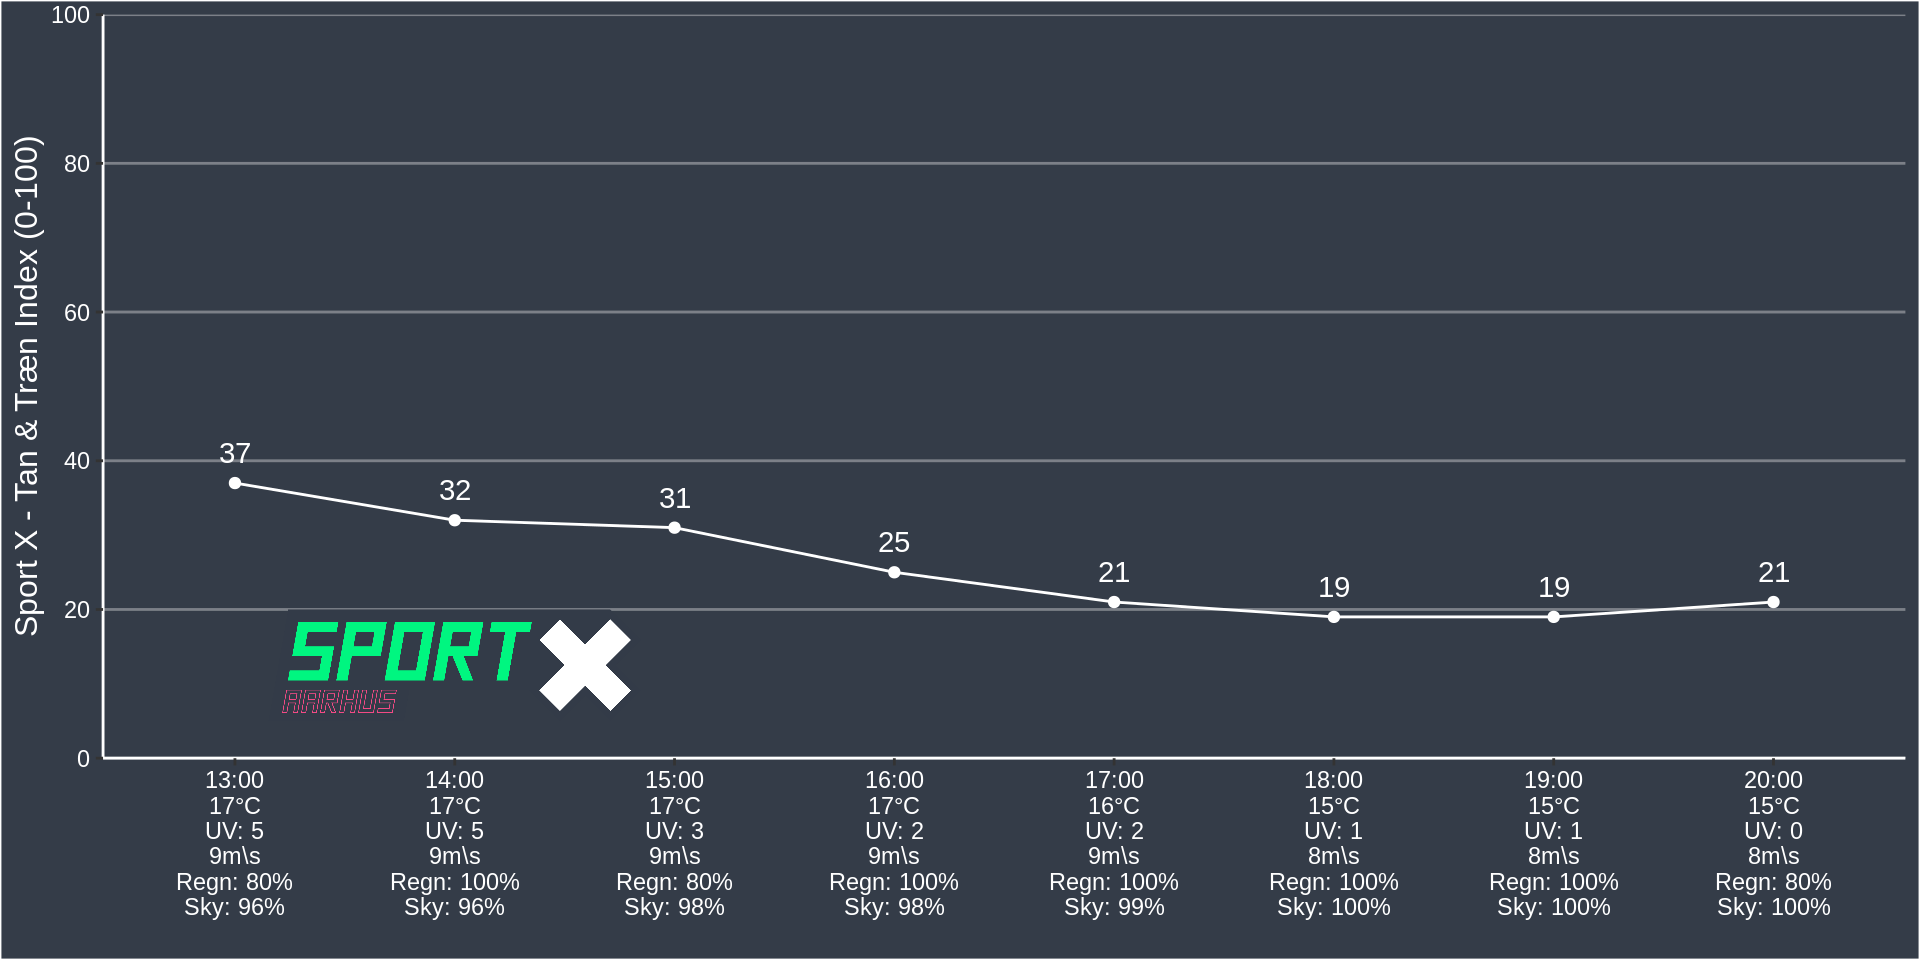 Sport X - Tan & Træn Index (0-100)
100
80
60
40
20
0
37
32
31
25
21
19
19
21
SPORT X
AARHUS
13:00 14:00 15:00 16:00 17:00 18:00 19:00 20:00
17°C 17°C 17°C 17°C 16°C 15°C 15°C 15°C
UV: 5 UV: 5 UV: 3 UV: 2 UV: 2 UV: 1 UV: 1 UV: 0
9m\s 9m\s 9m\s 9m\s 9m\s 8m\s 8m\s 8m\s
Regn: 80% Regn: 100% Regn: 80% Regn: 100% Regn: 100% Regn: 100% Regn: 100% Regn: 80%
Sky: 96% Sky: 96% Sky: 98% Sky: 98% Sky: 99% Sky: 100% Sky: 100% Sky: 100%